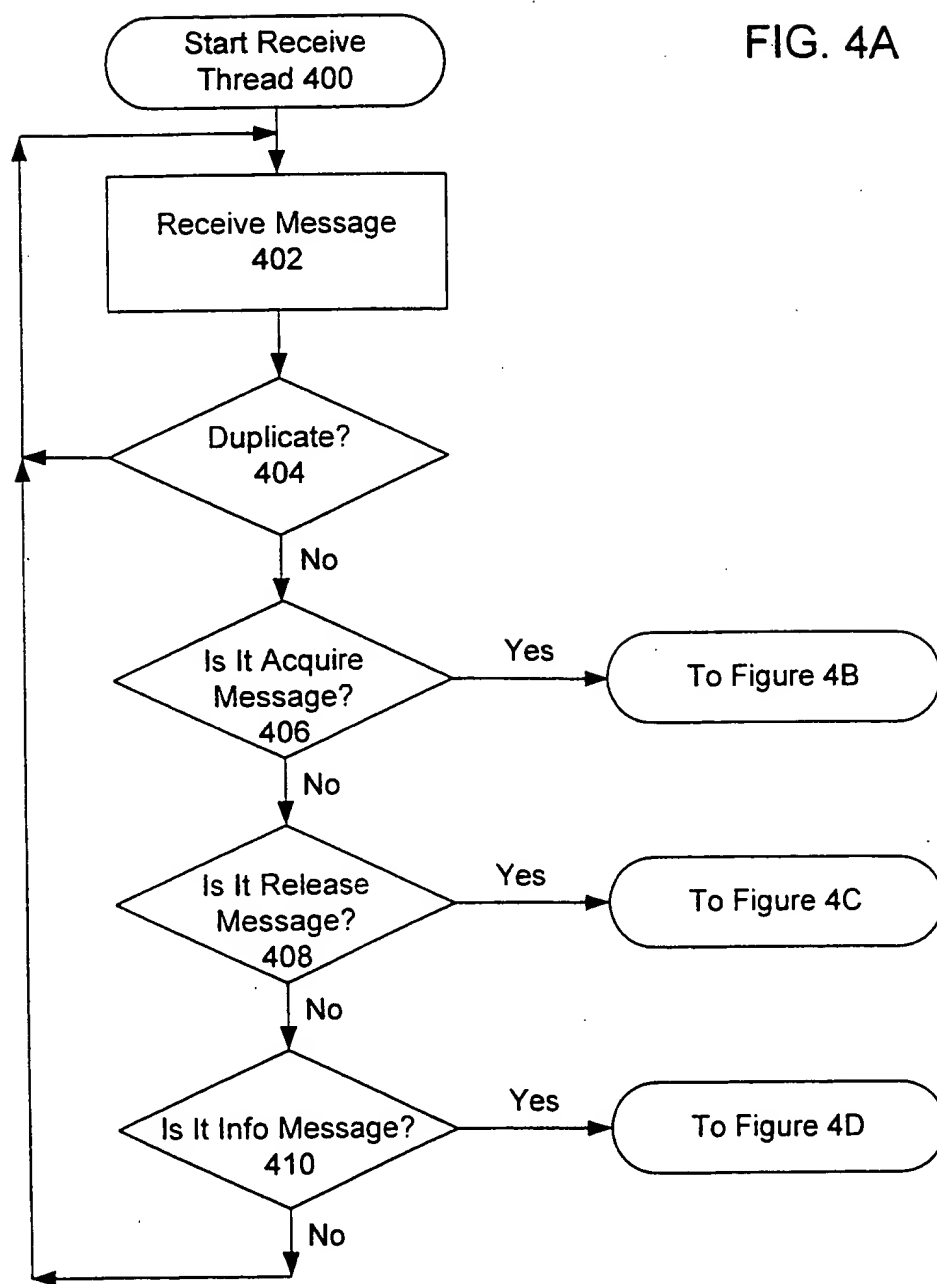 FIG. 4A
Start Receive
Thread 400
Receive Message
402
Duplicate?
404
No
Is It Acquire
Message?
406
Yes
To Figure 4B
No
Is It Release
Message?
408
Yes
To Figure 4C
No
Is It Info Message?
410
Yes
To Figure 4D
No